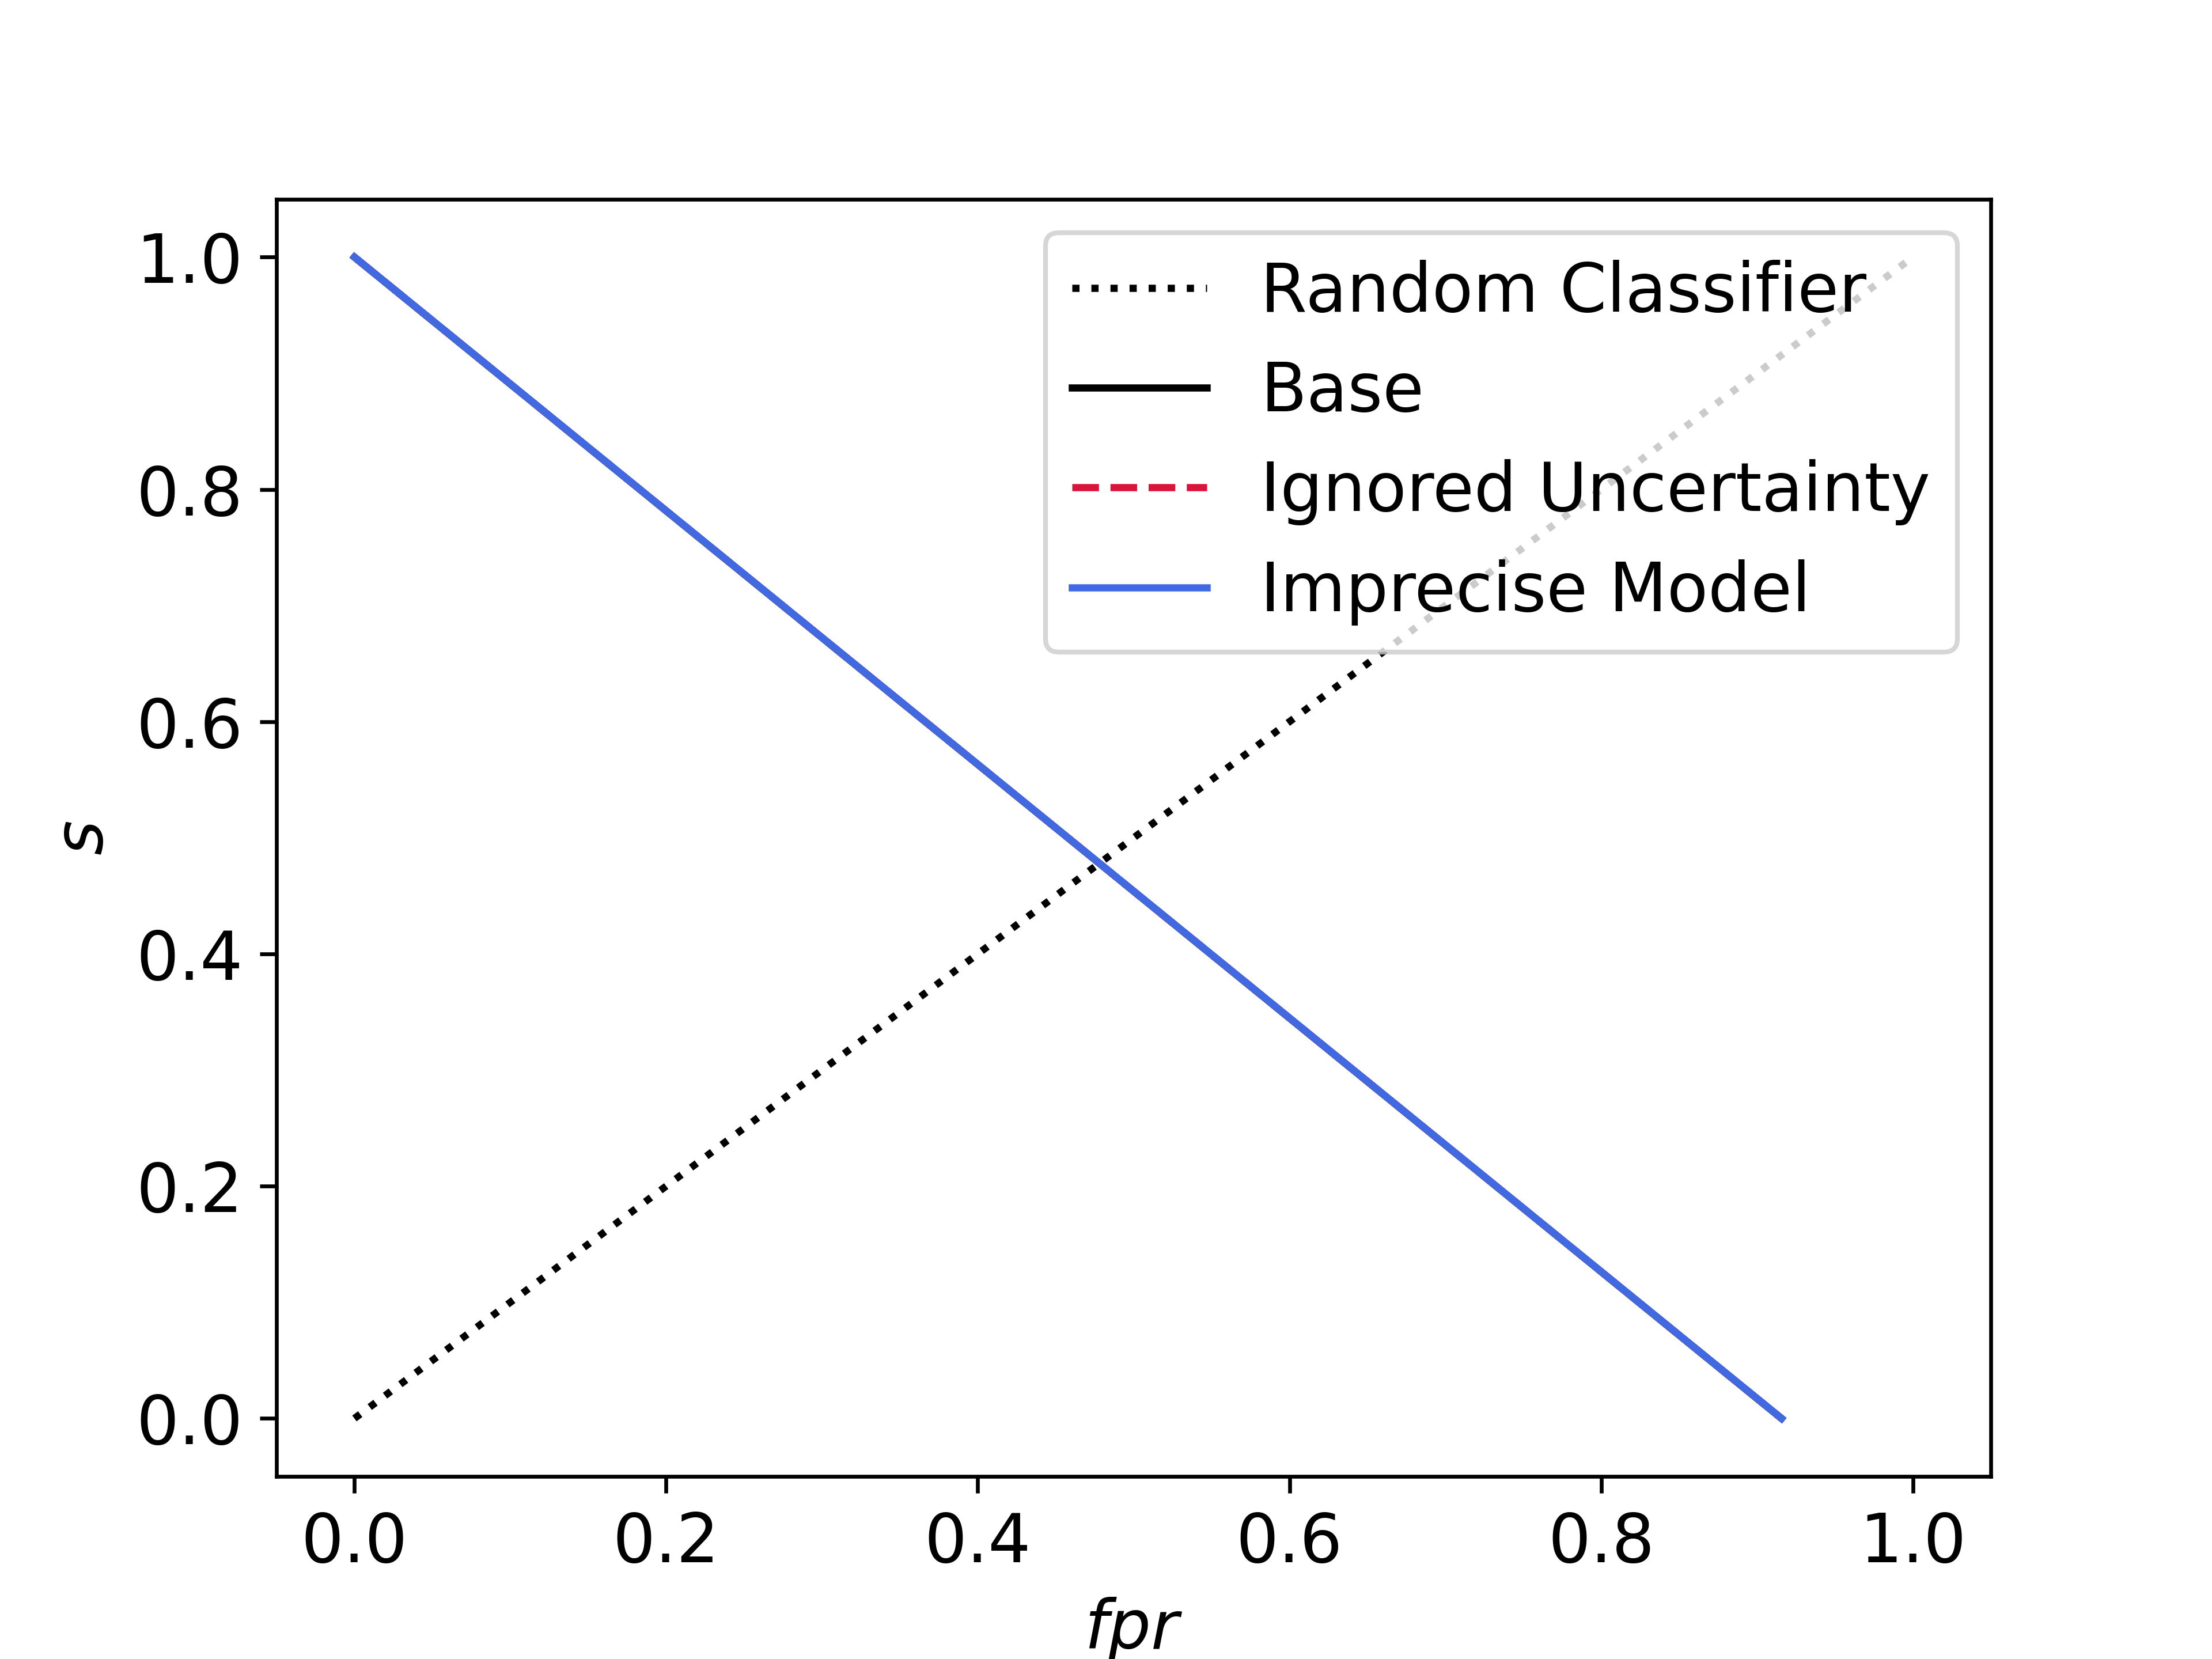 Random Classifier
Base
Ignored Uncertainty
Imprecise Model
1.0
0.8
0.6
0.4
0.2
0.0
s
0.0 0.2 0.4 0.6 0.8 1.0
fpr